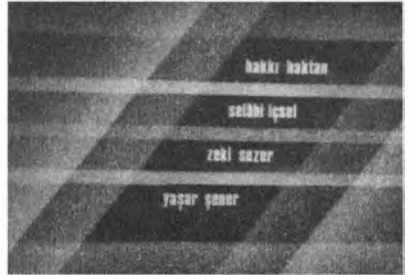 hakkı haktan
selâhi içsel
zeki sezer
yaşar şener